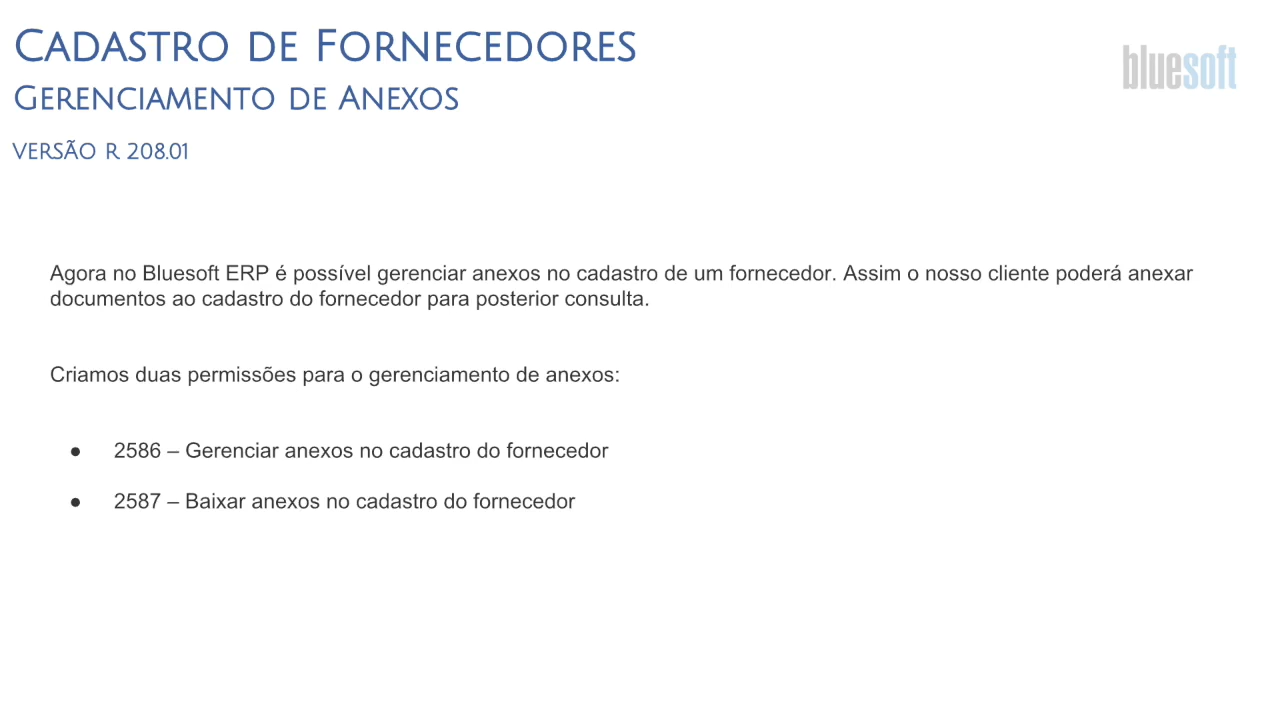 Cadastro de Fornecedores
bluesoft
Gerenciamento de Anexos
versão R 208.01
Agora no Bluesoft ERP é possível gerenciar anexos no cadastro de um fornecedor. Assim o nosso cliente poderá anexar
documentos ao cadastro do fornecedor para posterior consulta.
Criamos duas permissões para o gerenciamento de anexos:
● 2586 – Gerenciar anexos no cadastro do fornecedor
● 2587 – Baixar anexos no cadastro do fornecedor